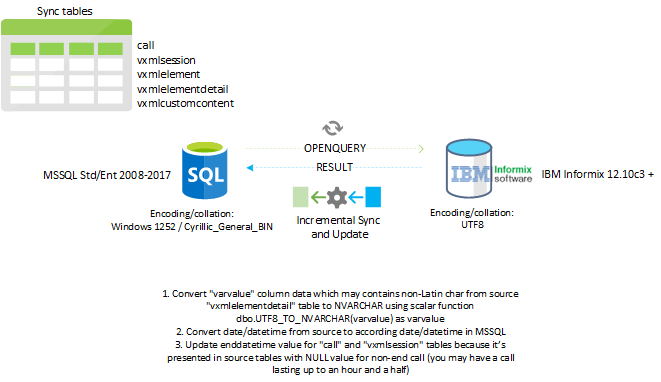 Sync tables
call
vxmlsession
vxmlelement
vxmlelementdetail
vxmlcustomcontent
OPENQUERY
RESULT
MSSQL Std/Ent 2008-2017
SQL
IBM
Informix
software
IBM Informix 12.10c3 +
Encoding/collation:
Windows 1252 / Cyrillic_General_BIN
Incremental Sync
and Update
Encoding/collation:
UTF8
1. Convert "varvalue" column data which may contains non-Latin char from source
"vxmlelementdetail" table to NVARCHAR using scalar function
dbo.UTF8_TO_NVARCHAR(varvalue) as varvalue
2. Convert date/datetime from source to according date/datetime in MSSQL
3. Update enddatetime value for "call" and "vxmlsession" tables because it's
presented in source tables with NULL value for non-end call (you may have a call
lasting up to an hour and a half)